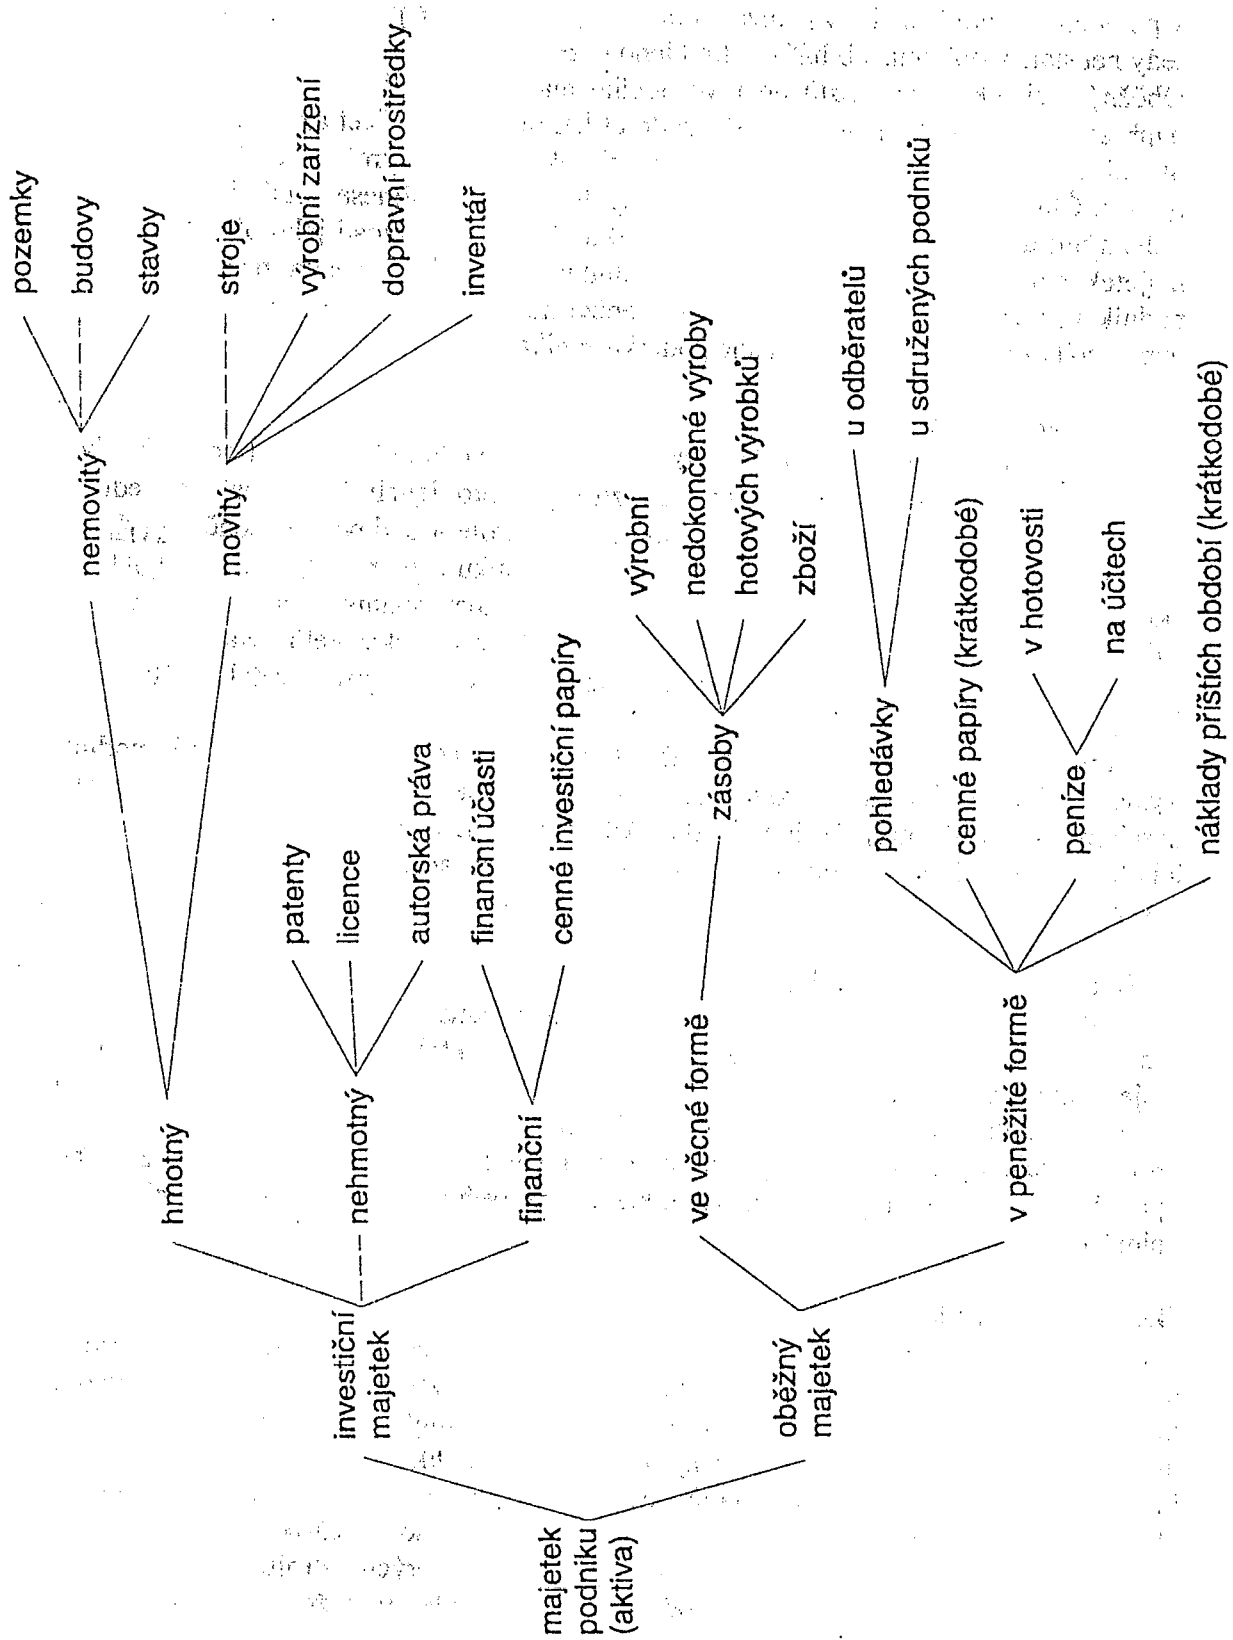 majetek
podniku
(aktiva)
investiční
majetek
hmotný
nemovitý
pozemky
budovy
stavby
movitý
stroje
výrobní zařízení
dopravní prostředky
inventář
nehmotný
patenty
licence
autorská práva
finanční
finanční účasti
cenné investiční papíry
oběžný
majetek
ve věcné formě
zásoby
výrobní
nedokončené výroby
hotových výrobků
zboží
v peněžité formě
pohledávky
u odběratelů
u sdružených podniků
cenné papíry (krátkodobé)
peníze
v hotovosti
na účtech
náklady příštích období (krátkodobé)